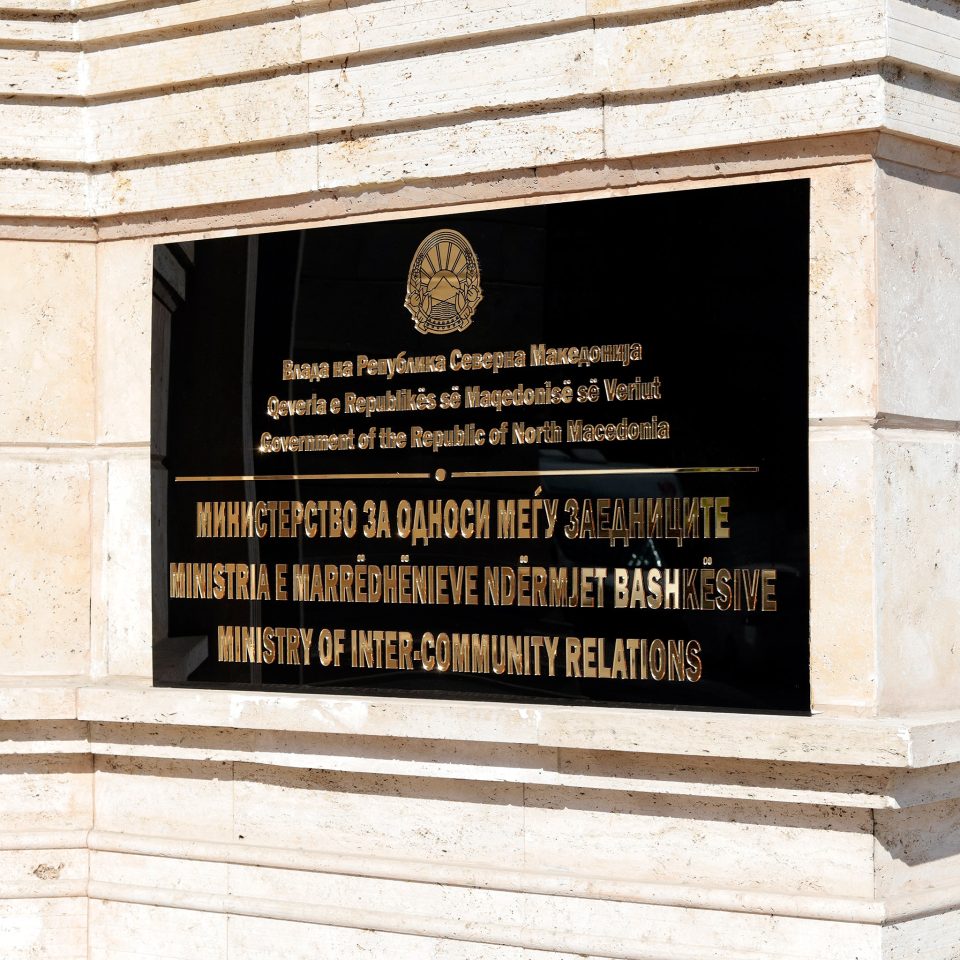 Влада на Република Северна Македонија
Qeveria e Republikës së Maqedonisë së Veriut
Government of the Republic of North Macedonia
МИНИСТЕРСТВО ЗА ОДНОСИ МЕЃУ ЗАЕДНИЦИТЕ
MINISTRIA E MARRËDHËNIEVE NDËRMJET BASHKËSIVE
MINISTRY OF INTER-COMMUNITY RELATIONS